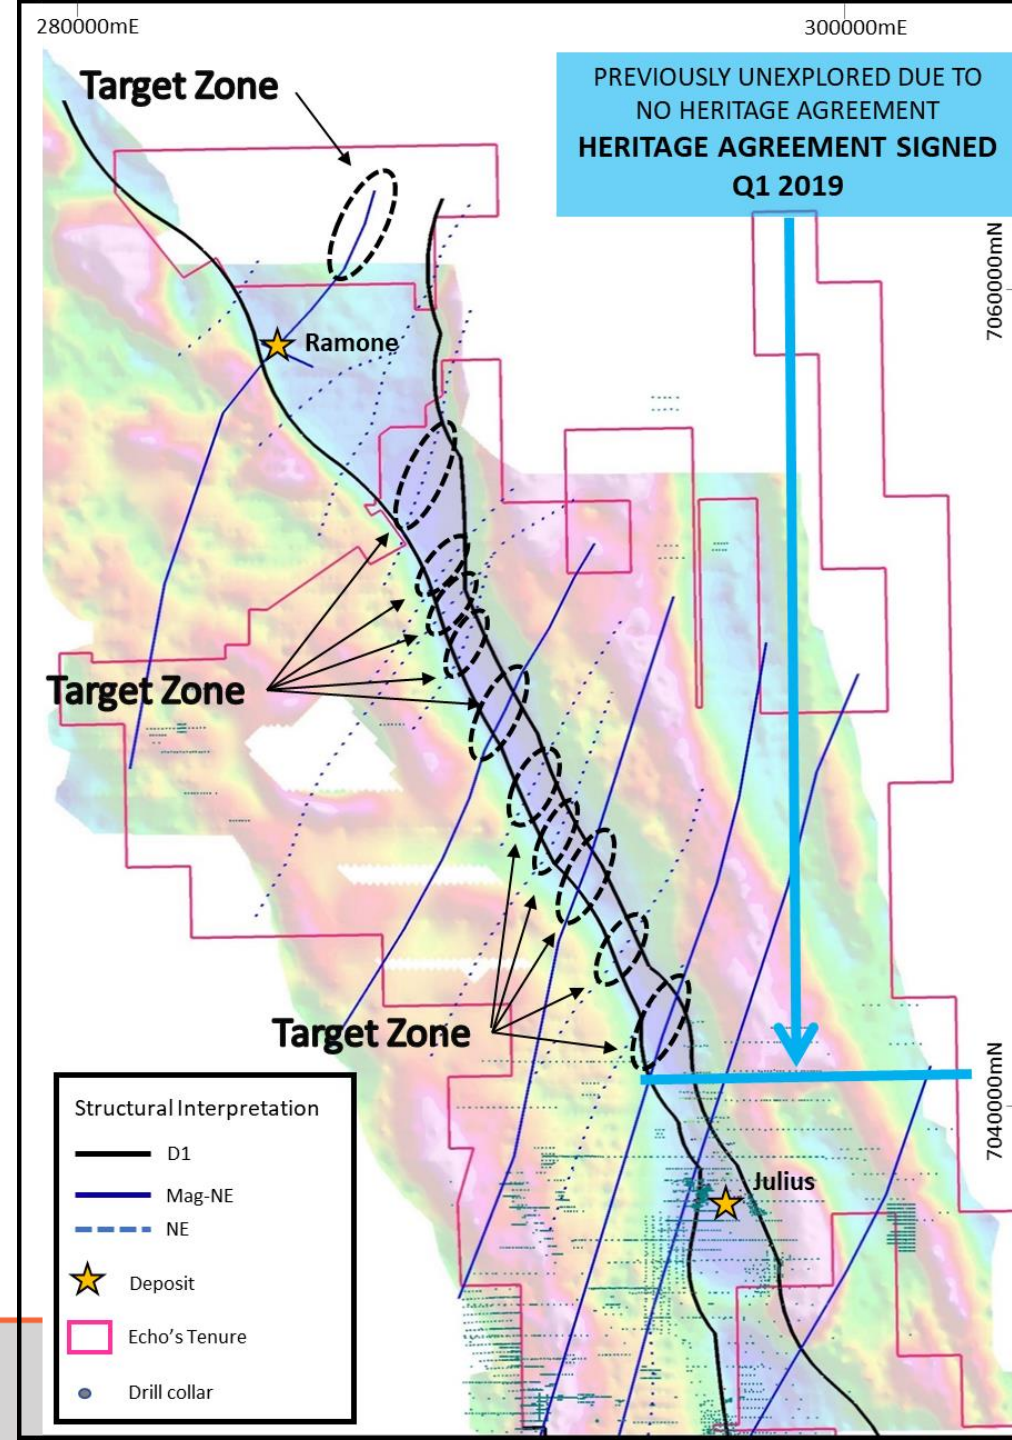 280000mE
300000mE
Target Zone
PREVIOUSLY UNEXPLORED DUE TO
NO HERITAGE AGREEMENT
HERITAGE AGREEMENT SIGNED
Q1 2019
7060000mN
Ramone
Target Zone
Target Zone
7040000mN
Julius
Structural Interpretation
D1
Mag-NE
NE
Deposit
Echo's Tenure
Drill collar